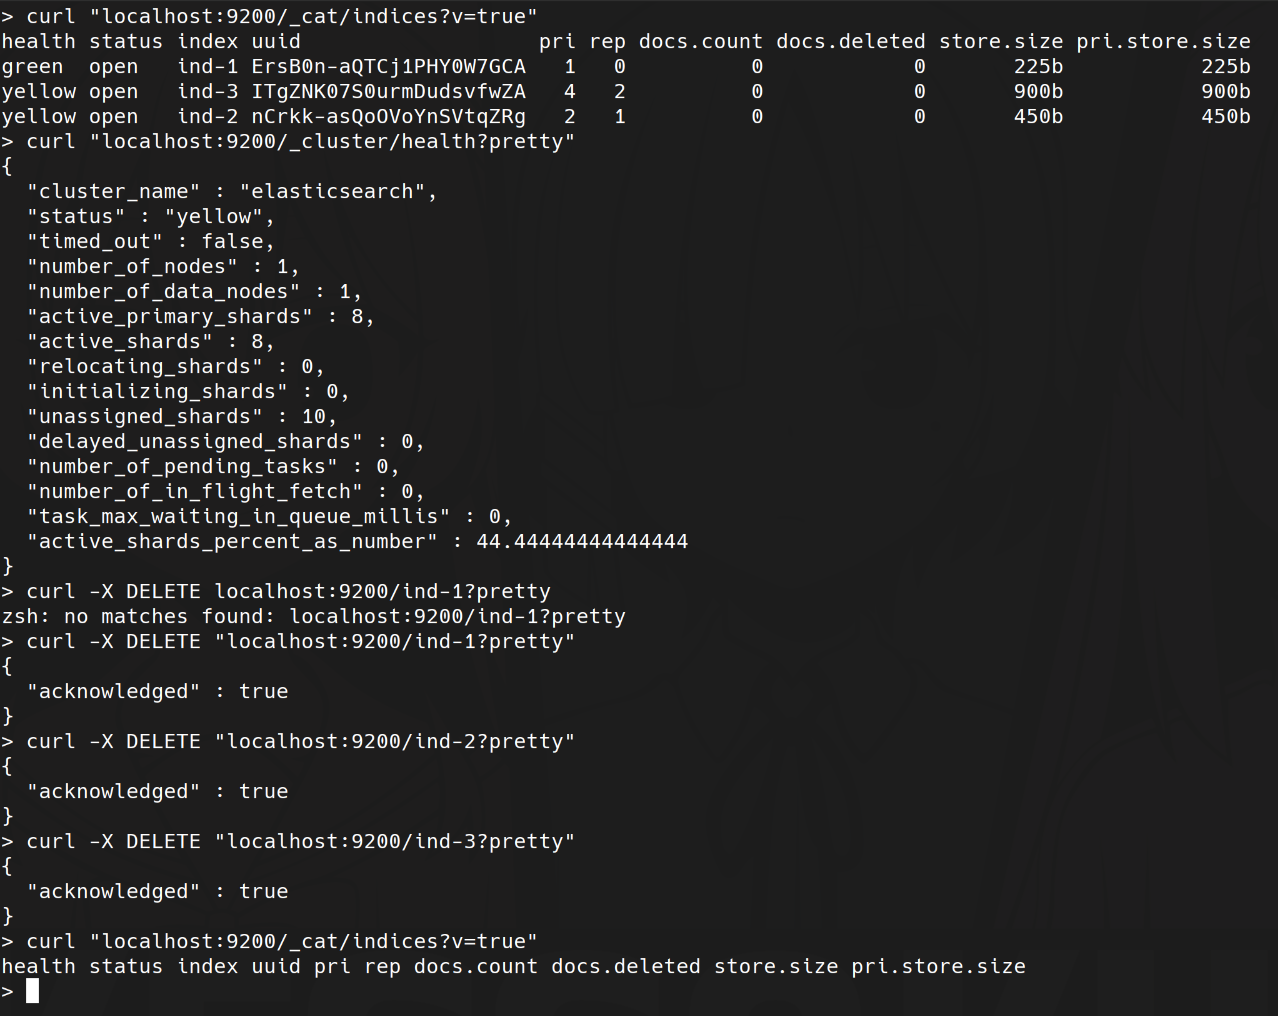 > curl "localhost:9200/_cat/indices?v=true"
health status index uuid                   pri rep docs.count docs.deleted store.size pri.store.size
green  open   ind-1 ErsB0n-aQTCj1PHY0W7GCA   1   0          0            0       225b           225b
yellow open   ind-3 ITgZNK07S0urmDudsvfwZA   4   2          0            0       900b           900b
yellow open   ind-2 nCrkk-asQoOVoYnSVtqZRg   2   1          0            0       450b           450b
> curl "localhost:9200/_cluster/health?pretty"
{
  "cluster_name" : "elasticsearch",
  "status" : "yellow",
  "timed_out" : false,
  "number_of_nodes" : 1,
  "number_of_data_nodes" : 1,
  "active_primary_shards" : 8,
  "active_shards" : 8,
  "relocating_shards" : 0,
  "initializing_shards" : 0,
  "unassigned_shards" : 10,
  "delayed_unassigned_shards" : 0,
  "number_of_pending_tasks" : 0,
  "number_of_in_flight_fetch" : 0,
  "task_max_waiting_in_queue_millis" : 0,
  "active_shards_percent_as_number" : 44.44444444444444
}
> curl -X DELETE localhost:9200/ind-1?pretty
zsh: no matches found: localhost:9200/ind-1?pretty
> curl -X DELETE "localhost:9200/ind-1?pretty"
{
  "acknowledged" : true
}
> curl -X DELETE "localhost:9200/ind-2?pretty"
{
  "acknowledged" : true
}
> curl -X DELETE "localhost:9200/ind-3?pretty"
{
  "acknowledged" : true
}
> curl "localhost:9200/_cat/indices?v=true"
health status index uuid pri rep docs.count docs.deleted store.size pri.store.size
>